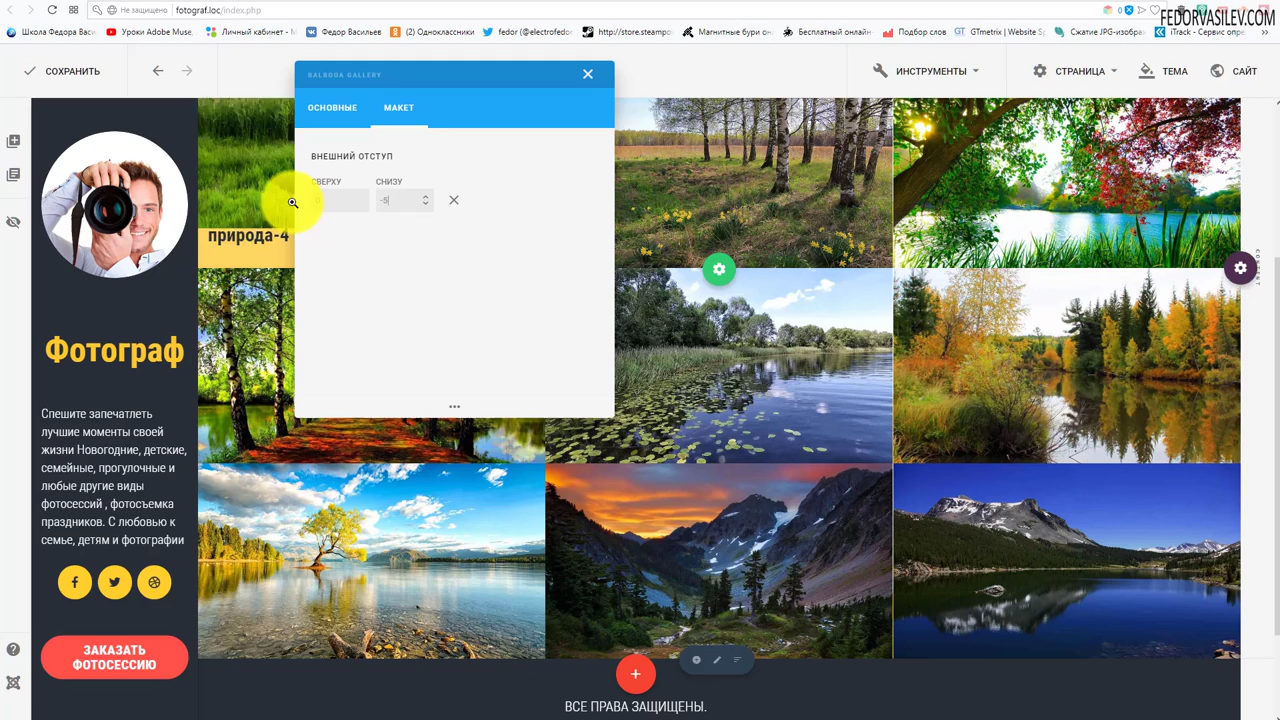 Не защищено fotograf.loc/index.php
0
FEDORVASILEV.COM
Школа Федора Васи
Уроки Adobe Muse,
Личный кабинет -
Федор Васильев
(2) Одноклассники
fedor (@electrofedor
http://store.steampo
Магнитные бури он
Бесплатный онлайн-
Подбор слов
GTmetrix | Website S
Сжатие JPG-изобра
iTrack - Сервис опре
СОХРАНИТЬ
ИНСТРУМЕНТЫ
СТРАНИЦА
ТЕМА
САЙТ
BALBOOA GALLERY
ОСНОВНЫЕ
МАКЕТ
ВНЕШНИЙ ОТСТУП
СВЕРХУ
СНИЗУ
-5
природа-4
Фотограф
Спешите запечатлеть
лучшие моменты своей
жизни Новогодние, детские,
семейные, прогулочные и
любые другие виды
фотосессий , фотосъемка
праздников. С любовью к
семье, детям и фотографии
ЗАКАЗАТЬ
ФОТОСЕССИЮ
ВСЕ ПРАВА ЗАЩИЩЕНЫ.